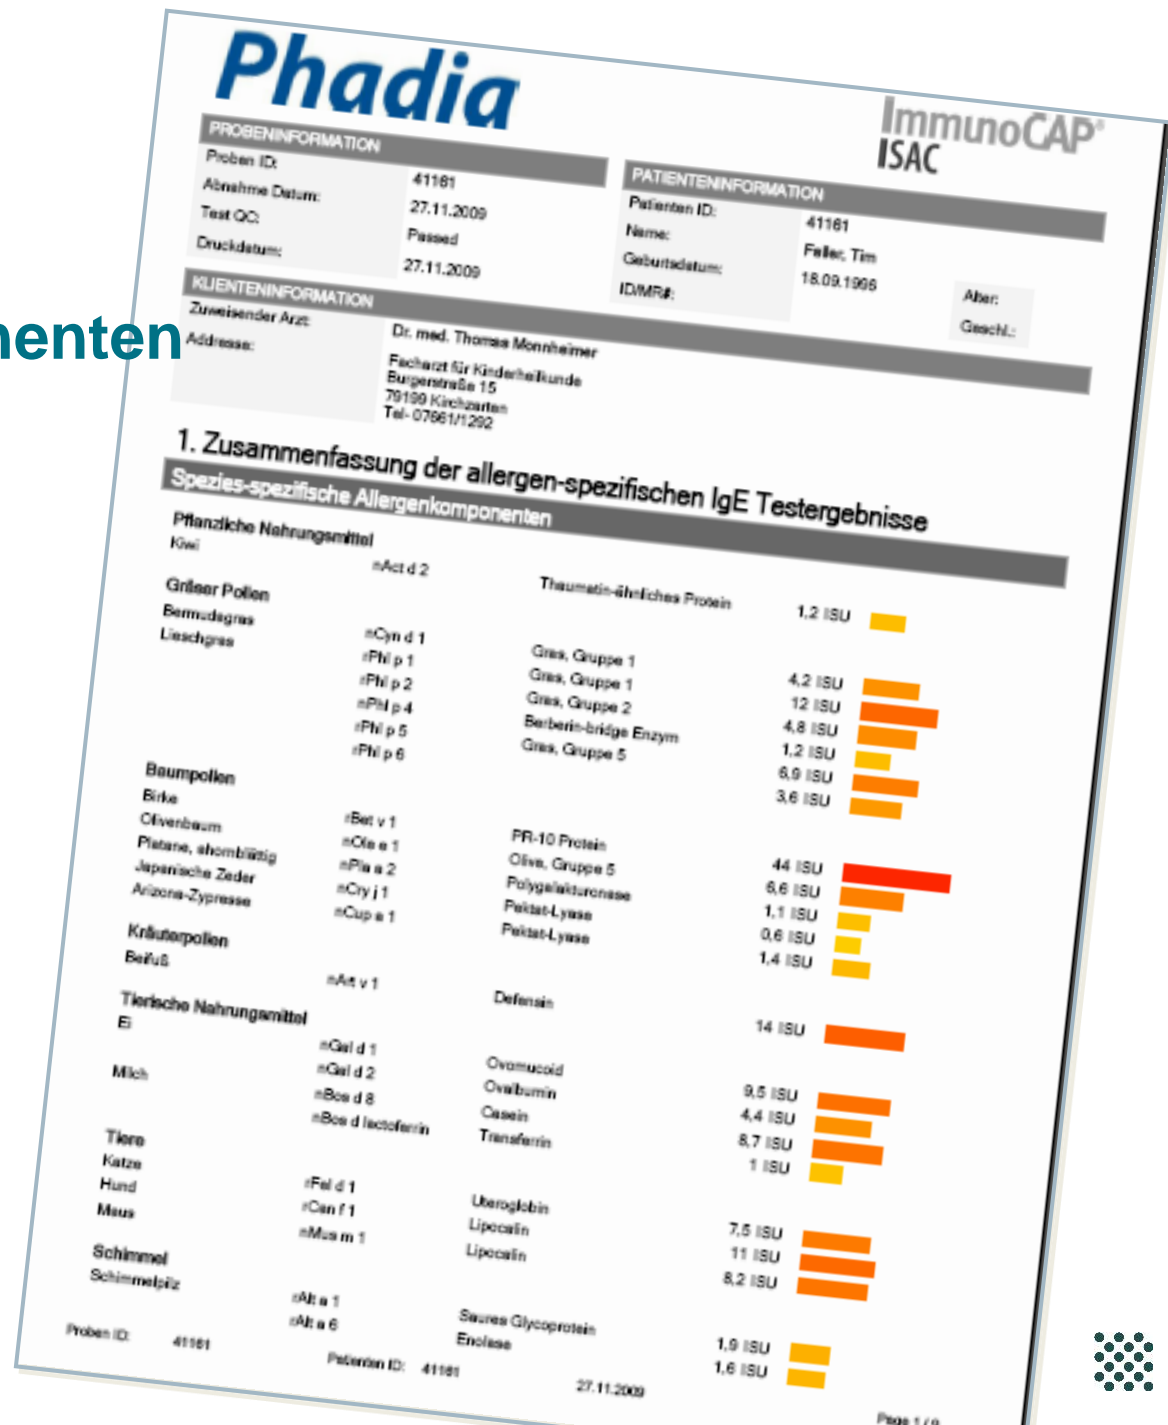 Phadia
ImmunoCAP®
ISAC
PROBENINFORMATION
Proben ID: 41161
Abnahme Datum: 27.11.2009
Test QC: Passed
Druckdatum: 27.11.2009
PATIENTENINFORMATION
Patienten ID: 41161
Name: Faller, Tim
Geburtsdatum: 18.09.1996
ID/MR#:
Alter:
Geschl.:
KLIENTENINFORMATION
Zuweisender Arzt: Dr. med. Thomas Monnheimer
Addresse: Facharzt für Kinderheilkunde
Burgerstraße 15
79199 Kirchzarten
Tel- 07661/1292
nenten
1. Zusammenfassung der allergen-spezifischen IgE Testergebnisse
Spezies-spezifische Allergenkomponenten
Pflanzliche Nahrungsmittel
Kiwi nAct d 2 Thaumatin-ähnliches Protein 1,2 ISU
Gräser Pollen
Bermudagras nCyn d 1 Gras, Gruppe 1 4,2 ISU
Lieschgras rPhl p 1 Gras, Gruppe 1 12 ISU
rPhl p 2 Gras, Gruppe 2 4,8 ISU
nPhl p 4 Berberin-bridge Enzym 1,2 ISU
rPhl p 5 Gras, Gruppe 5 6,9 ISU
rPhl p 6 3,6 ISU
Baumpollen
Birke rBet v 1 PR-10 Protein 44 ISU
Olivenbaum nOle e 1 Olive, Gruppe 5 6,6 ISU
Platane, ahornblättig nPla a 2 Polygalakturonase 1,1 ISU
Japanische Zeder nCry j 1 Pektat-Lyase 0,6 ISU
Arizona-Zypresse nCup a 1 Pektat-Lyase 1,4 ISU
Kräuterpollen
Beifuß nArt v 1 Defensin 14 ISU
Tierische Nahrungsmittel
Ei nGal d 1 Ovomucoid 9,5 ISU
nGal d 2 Ovalbumin 4,4 ISU
Milch nBos d 8 Casein 8,7 ISU
nBos d lactoferrin Transferrin 1 ISU
Tiere
Katze rFel d 1 Uteroglobin 7,5 ISU
Hund rCan f 1 Lipocalin 11 ISU
Maus nMus m 1 Lipocalin 8,2 ISU
Schimmel
Schimmelpilz rAlt a 1 Saures Glycoprotein 1,9 ISU
rAlt a 6 Enolase 1,6 ISU
Proben ID: 41161 Patienten ID: 41161 27.11.2009 Page 1 /